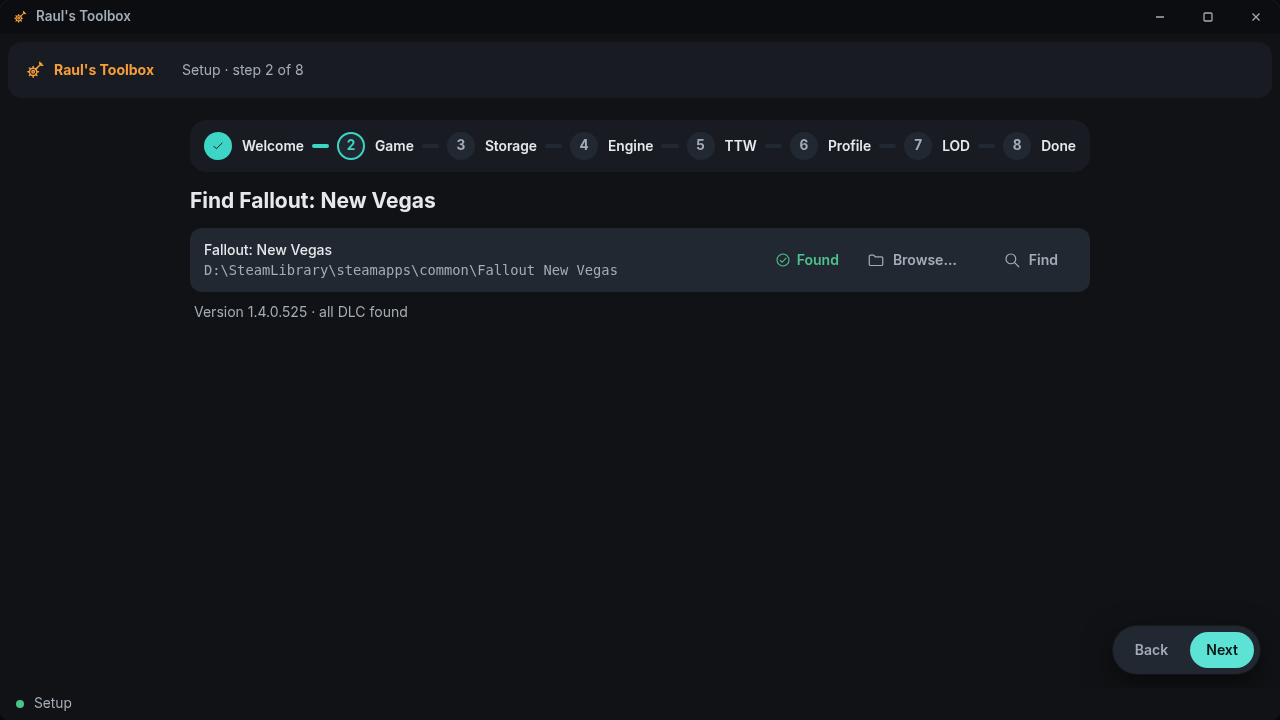 Raul's Toolbox
Raul's Toolbox Setup · step 2 of 8
Welcome 2 Game 3 Storage 4 Engine 5 TTW 6 Profile 7 LOD 8 Done
Find Fallout: New Vegas
Fallout: New Vegas
D:\SteamLibrary\steamapps\common\Fallout New Vegas
Found Browse... Find
Version 1.4.0.525 · all DLC found
Back Next
Setup